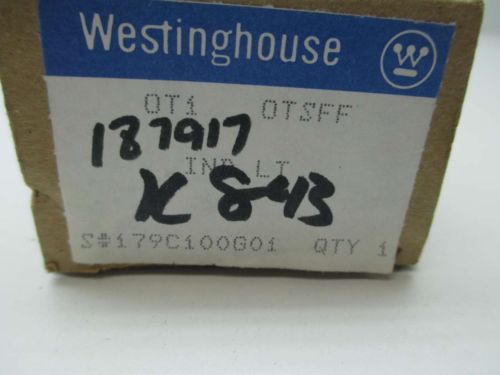 Westinghouse
OT1 OTSFF
187917
IND LT
K 843
S#179C100G01 QTY 1